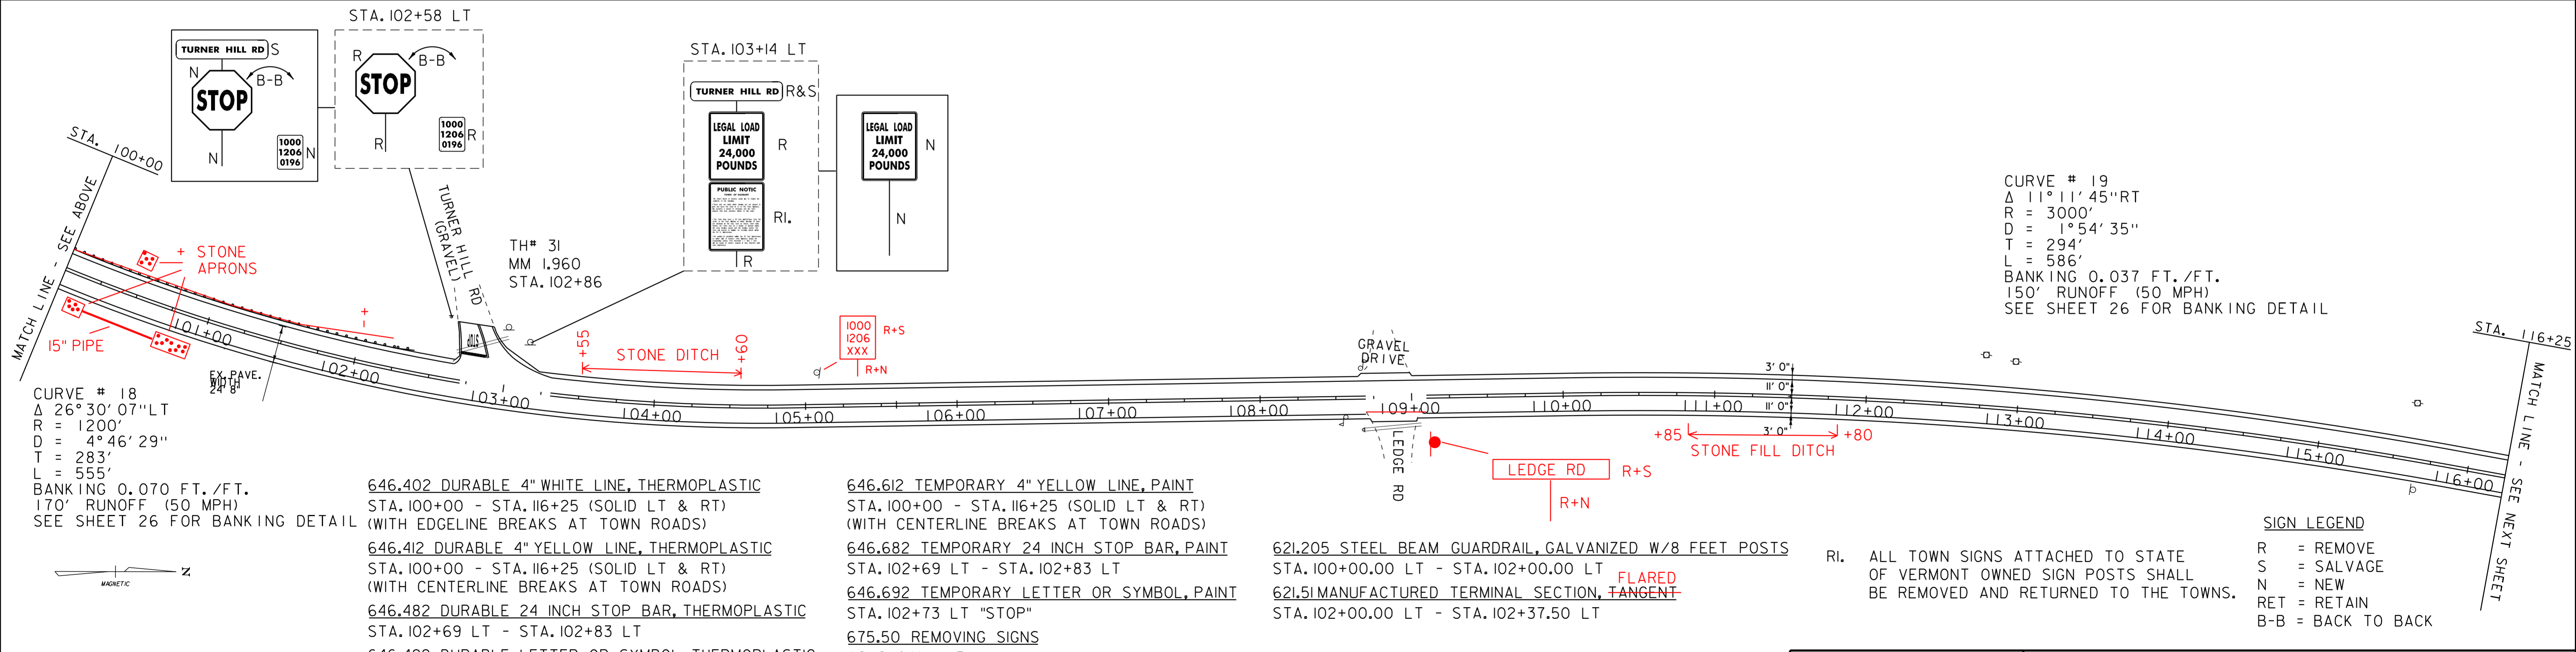 STA. 102+58 LT
TURNER HILL RD S
N
B-B
STOP
N
1000
1206
0196
N
R
B-B
STOP
R
1000
1206
0196
R
STA. 103+14 LT
TURNER HILL RD R&S
LEGAL LOAD
LIMIT
24,000
POUNDS
R
PUBLIC NOTIC
R1.
R
LEGAL LOAD
LIMIT
24,000
POUNDS
N
N
STA. 100+00
MATCH LINE - SEE ABOVE
+ STONE
APRONS
15" PIPE
+
-
EX. PAVE.
WIDTH
24' 8"
TURNER HILL RD
(GRAVEL)
STOP
TH# 31
MM 1.960
STA. 102+86
+55
STONE DITCH
+60
1000
1206
XXX
R+S
R+N
GRAVEL
DRIVE
LEDGE RD
LEDGE RD
R+S
R+N
3' 0"
11' 0"
11' 0"
3' 0"
+85
+80
STONE FILL DITCH
101+00
102+00
103+00
104+00
105+00
106+00
107+00
108+00
109+00
110+00
111+00
112+00
113+00
114+00
115+00
116+00
CURVE # 19
Δ 11°11'45"RT
R = 3000'
D = 1°54'35"
T = 294'
L = 586'
BANKING 0.037 FT./FT.
150' RUNOFF (50 MPH)
SEE SHEET 26 FOR BANKING DETAIL
STA. 116+25
MATCH LINE - SEE NEXT SHEET
CURVE # 18
Δ 26°30'07"LT
R = 1200'
D = 4°46'29"
T = 283'
L = 555'
BANKING 0.070 FT./FT.
170' RUNOFF (50 MPH)
SEE SHEET 26 FOR BANKING DETAIL
MAGNETIC
N
646.402 DURABLE 4" WHITE LINE, THERMOPLASTIC
STA. 100+00 - STA. 116+25 (SOLID LT & RT)
(WITH EDGELINE BREAKS AT TOWN ROADS)
646.412 DURABLE 4" YELLOW LINE, THERMOPLASTIC
STA. 100+00 - STA. 116+25 (SOLID LT & RT)
(WITH CENTERLINE BREAKS AT TOWN ROADS)
646.482 DURABLE 24 INCH STOP BAR, THERMOPLASTIC
STA. 102+69 LT - STA. 102+83 LT
646.612 TEMPORARY 4" YELLOW LINE, PAINT
STA. 100+00 - STA. 116+25 (SOLID LT & RT)
(WITH CENTERLINE BREAKS AT TOWN ROADS)
646.682 TEMPORARY 24 INCH STOP BAR, PAINT
STA. 102+69 LT - STA. 102+83 LT
646.692 TEMPORARY LETTER OR SYMBOL, PAINT
STA. 102+73 LT "STOP"
675.50 REMOVING SIGNS
621.205 STEEL BEAM GUARDRAIL, GALVANIZED W/8 FEET POSTS
STA. 100+00.00 LT - STA. 102+00.00 LT
FLARED
621.51 MANUFACTURED TERMINAL SECTION, TANGENT
STA. 102+00.00 LT - STA. 102+37.50 LT
R1. ALL TOWN SIGNS ATTACHED TO STATE
OF VERMONT OWNED SIGN POSTS SHALL
BE REMOVED AND RETURNED TO THE TOWNS.
SIGN LEGEND
R = REMOVE
S = SALVAGE
N = NEW
RET = RETAIN
B-B = BACK TO BACK